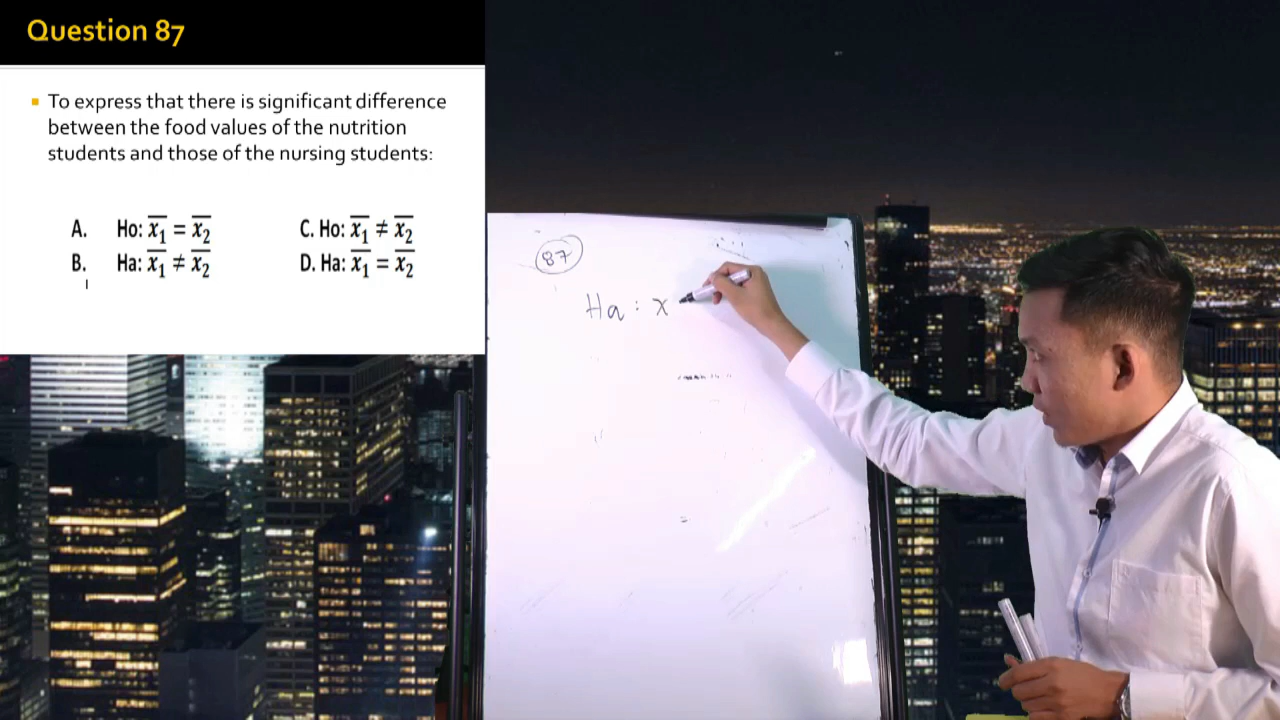 Question 87
To express that there is significant difference
between the food values of the nutrition
students and those of the nursing students:
A. Ho: x̅₁ = x̅₂
C. Ho: x̅₁ ≠ x̅₂
B. Ha: x̅₁ ≠ x̅₂
D. Ha: x̅₁ = x̅₂
87
Ha: x